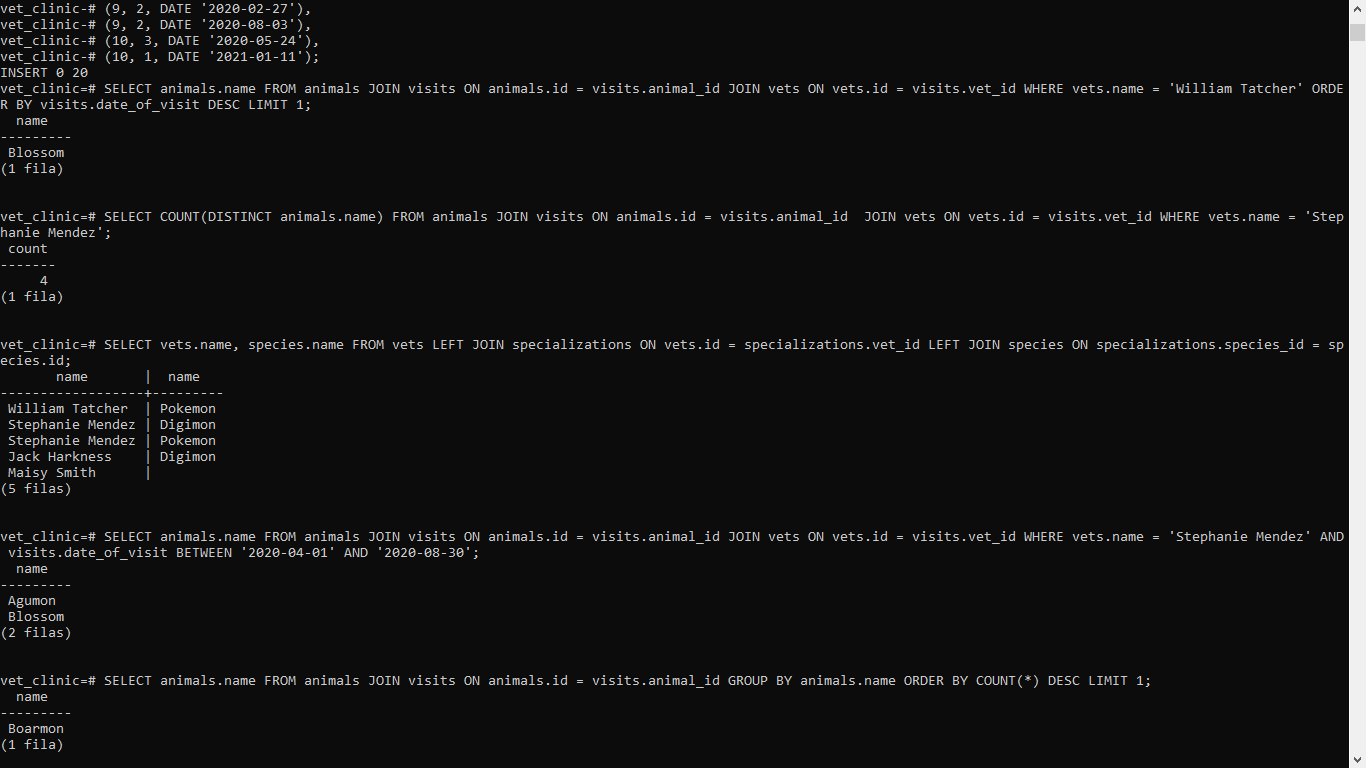 vet_clinic-# (9, 2, DATE '2020-02-27'),
vet_clinic-# (9, 2, DATE '2020-08-03'),
vet_clinic-# (10, 3, DATE '2020-05-24'),
vet_clinic-# (10, 1, DATE '2021-01-11');
INSERT 0 20
vet_clinic=# SELECT animals.name FROM animals JOIN visits ON animals.id = visits.animal_id JOIN vets ON vets.id = visits.vet_id WHERE vets.name = 'William Tatcher' ORDE
R BY visits.date_of_visit DESC LIMIT 1;
  name
---------
 Blossom
(1 fila)
vet_clinic=# SELECT COUNT(DISTINCT animals.name) FROM animals JOIN visits ON animals.id = visits.animal_id  JOIN vets ON vets.id = visits.vet_id WHERE vets.name = 'Step
hanie Mendez';
 count
-------
     4
(1 fila)
vet_clinic=# SELECT vets.name, species.name FROM vets LEFT JOIN specializations ON vets.id = specializations.vet_id LEFT JOIN species ON specializations.species_id = sp
ecies.id;
       name       |  name
------------------+---------
 William Tatcher  | Pokemon
 Stephanie Mendez | Digimon
 Stephanie Mendez | Pokemon
 Jack Harkness    | Digimon
 Maisy Smith      |
(5 filas)
vet_clinic=# SELECT animals.name FROM animals JOIN visits ON animals.id = visits.animal_id JOIN vets ON vets.id = visits.vet_id WHERE vets.name = 'Stephanie Mendez' AND
 visits.date_of_visit BETWEEN '2020-04-01' AND '2020-08-30';
  name
---------
 Agumon
 Blossom
(2 filas)
vet_clinic=# SELECT animals.name FROM animals JOIN visits ON animals.id = visits.animal_id GROUP BY animals.name ORDER BY COUNT(*) DESC LIMIT 1;
  name
---------
 Boarmon
(1 fila)